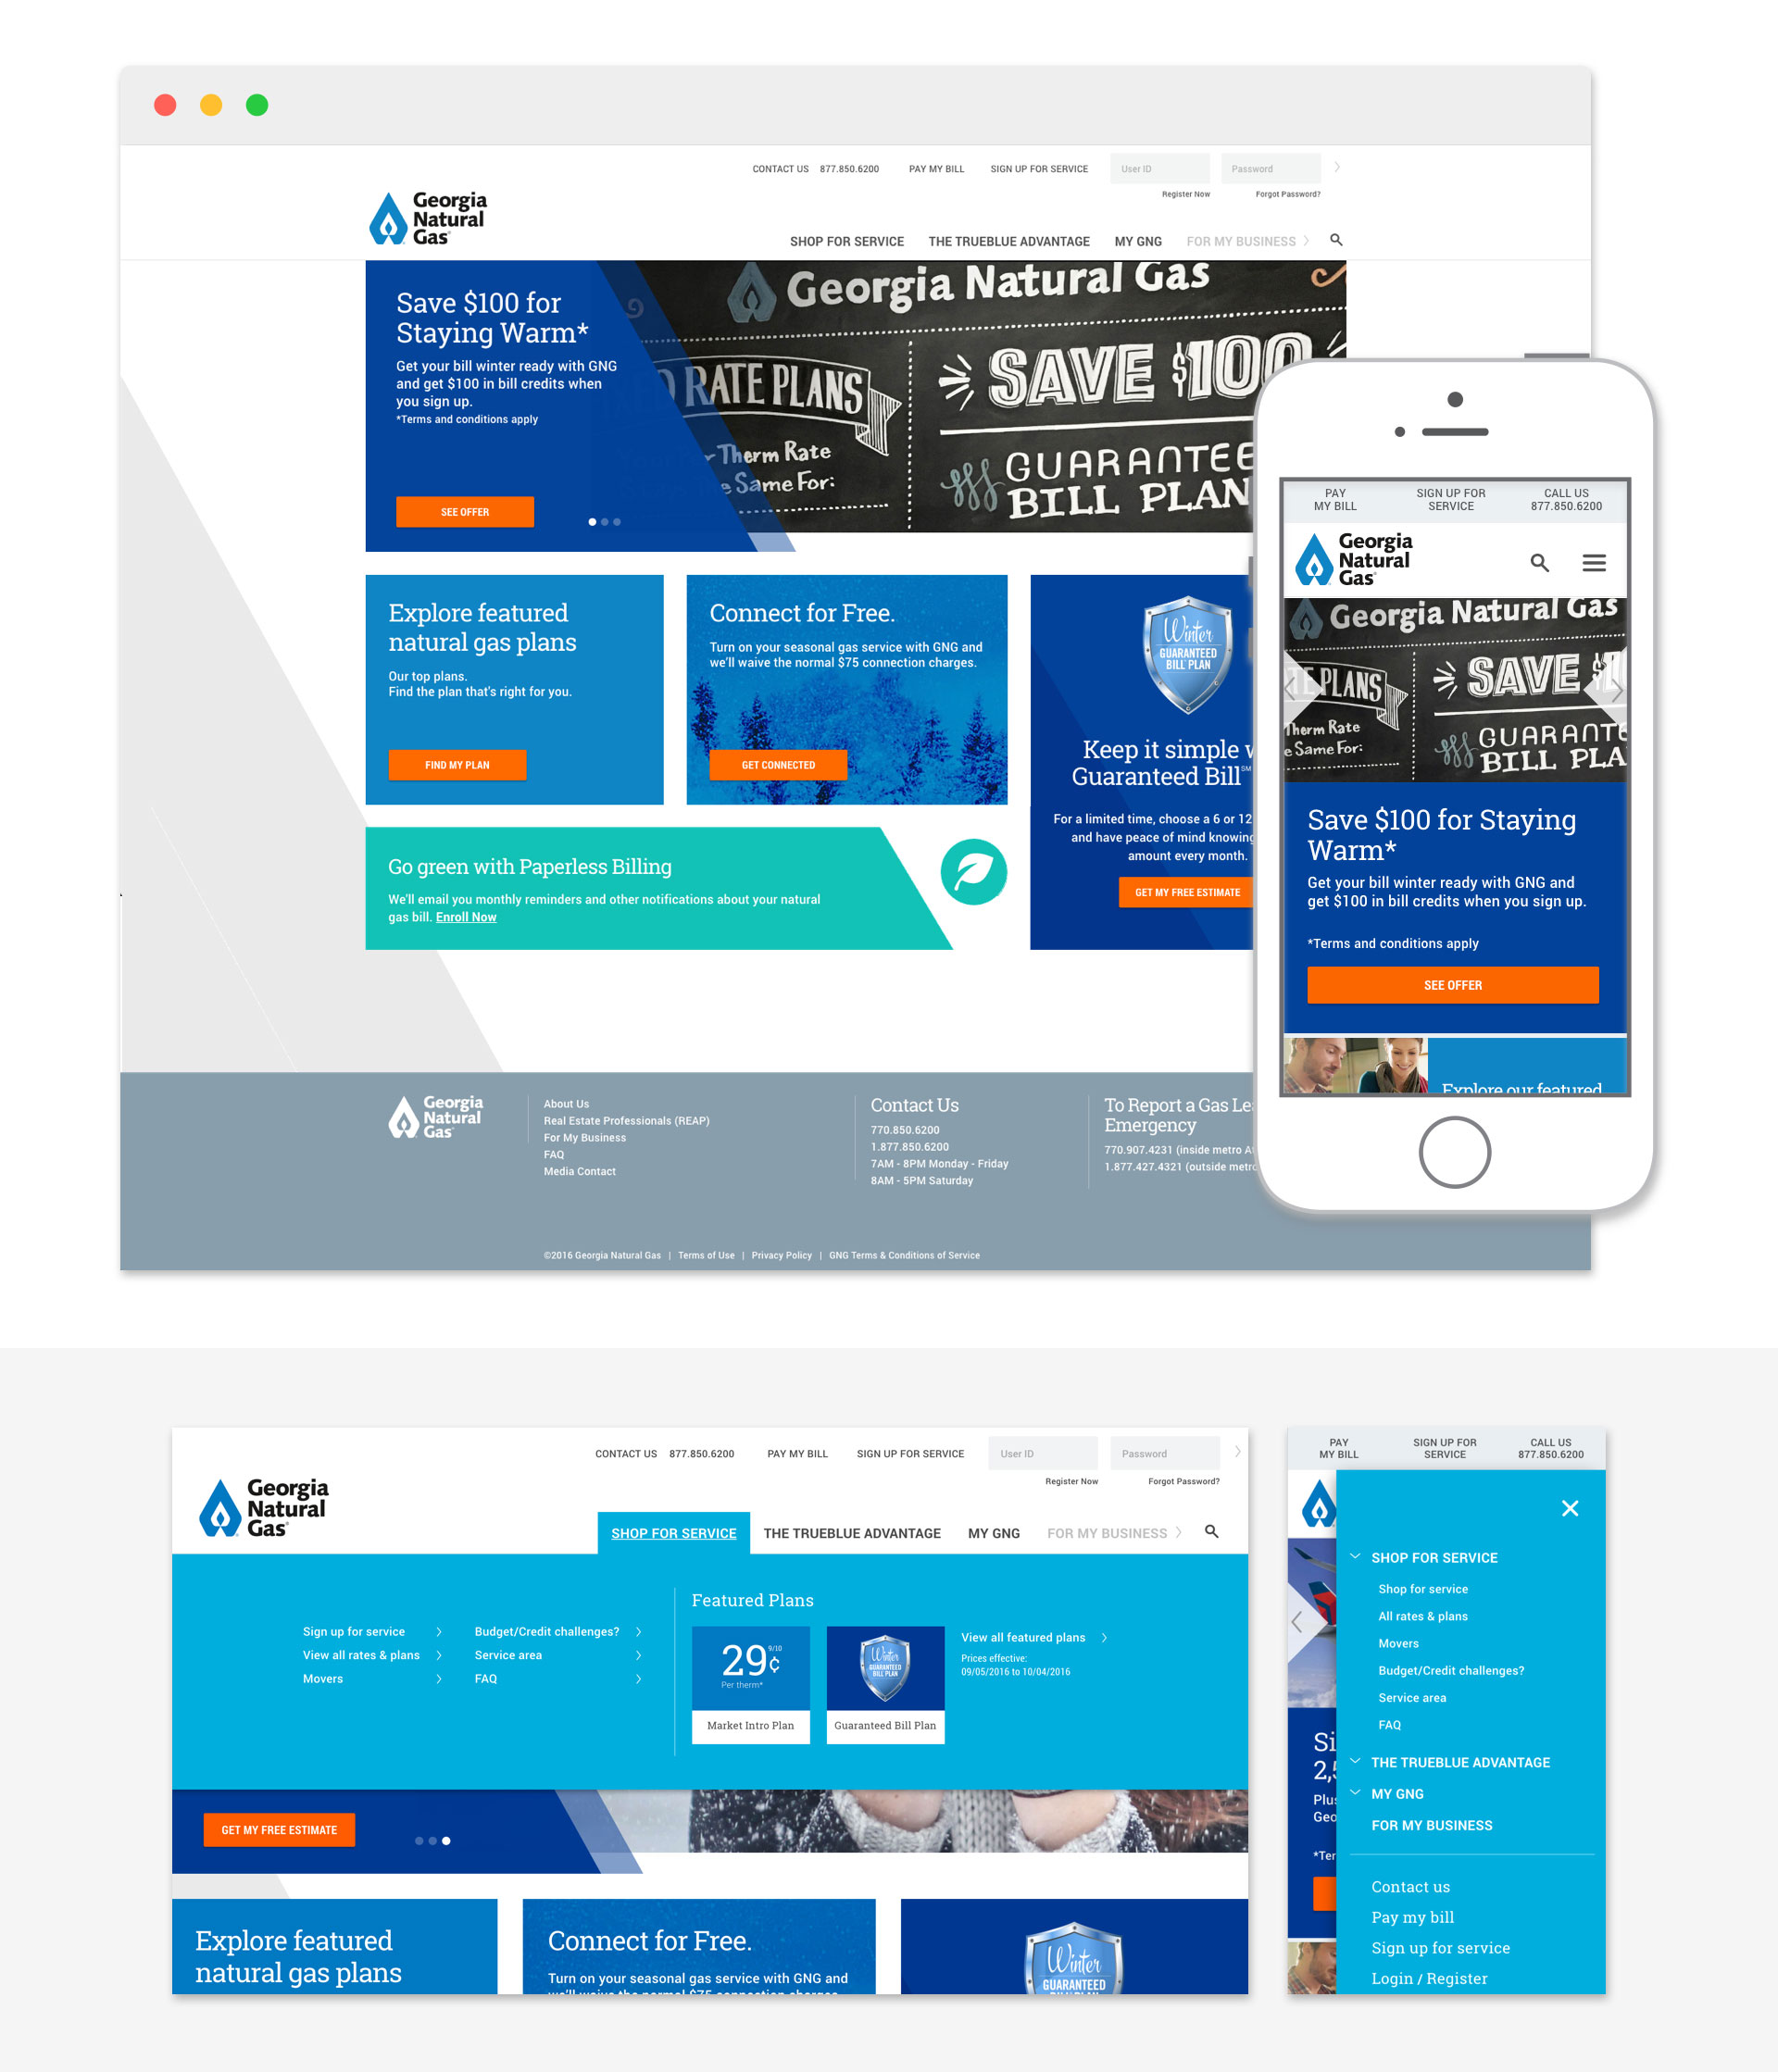 CONTACT US 877.850.6200 PAY MY BILL SIGN UP FOR SERVICE User ID Password
Register Now Forgot Password?
Georgia
Natural
Gas
SHOP FOR SERVICE THE TRUEBLUE ADVANTAGE MY GNG FOR MY BUSINESS
Save $100 for
Staying Warm*
Get your bill winter ready with GNG
and get $100 in bill credits when
you sign up.
*Terms and conditions apply
SEE OFFER
Georgia Natural Gas
RATE PLANS
Therm Rate
Same For:
SAVE $100
GUARANTEE
BILL PLAN
Explore featured
natural gas plans
Our top plans.
Find the plan that's right for you.
FIND MY PLAN
Connect for Free.
Turn on your seasonal gas service with GNG and
we'll waive the normal $75 connection charges.
GET CONNECTED
Winter
GUARANTEED
BILL PLAN
Keep it simple
Guaranteed Bill℠
For a limited time, choose a 6 or 12
and have peace of mind knowing
amount every month.
GET MY FREE ESTIMATE
Go green with Paperless Billing
We'll email you monthly reminders and other notifications about your natural
gas bill. Enroll Now
Georgia
Natural
Gas
About Us
Real Estate Professionals (REAP)
For My Business
FAQ
Media Contact
Contact Us
770.850.6200
1.877.850.6200
7AM - 8PM Monday - Friday
8AM - 5PM Saturday
To Report a Gas
Emergency
770.907.4231 (inside metro
1.877.427.4321 (outside metro
©2016 Georgia Natural Gas | Terms of Use | Privacy Policy | GNG Terms & Conditions of Service
PAY
MY BILL
SIGN UP FOR
SERVICE
CALL US
877.850.6200
Georgia
Natural
Gas
Georgia Natural Gas
PLANS
Therm Rate
Same For:
SAVE
GUARANTE
BILL PLA
Save $100 for Staying
Warm*
Get your bill winter ready with GNG and
get $100 in bill credits when you sign up.
*Terms and conditions apply
SEE OFFER
Explore our featured
CONTACT US 877.850.6200 PAY MY BILL SIGN UP FOR SERVICE User ID Password
Register Now Forgot Password?
Georgia
Natural
Gas
SHOP FOR SERVICE THE TRUEBLUE ADVANTAGE MY GNG FOR MY BUSINESS
Sign up for service
View all rates & plans
Movers
Budget/Credit challenges?
Service area
FAQ
Featured Plans
29 9/10 ¢
Per therm*
Market Intro Plan
Winter
GUARANTEED
BILL PLAN
Guaranteed Bill Plan
View all featured plans
Prices effective:
09/05/2016 to 10/04/2016
GET MY FREE ESTIMATE
Explore featured
natural gas plans
Connect for Free.
Turn on your seasonal gas service with GNG and
we'll waive the normal $75 connection charges.
Winter
GUARANTEED
BILL PLAN
PAY
MY BILL
SIGN UP FOR
SERVICE
CALL US
877.850.6200
Si
2,5
Plus
Geo
*Ter
SHOP FOR SERVICE
Shop for service
All rates & plans
Movers
Budget/Credit challenges?
Service area
FAQ
THE TRUEBLUE ADVANTAGE
MY GNG
FOR MY BUSINESS
Contact us
Pay my bill
Sign up for service
Login / Register